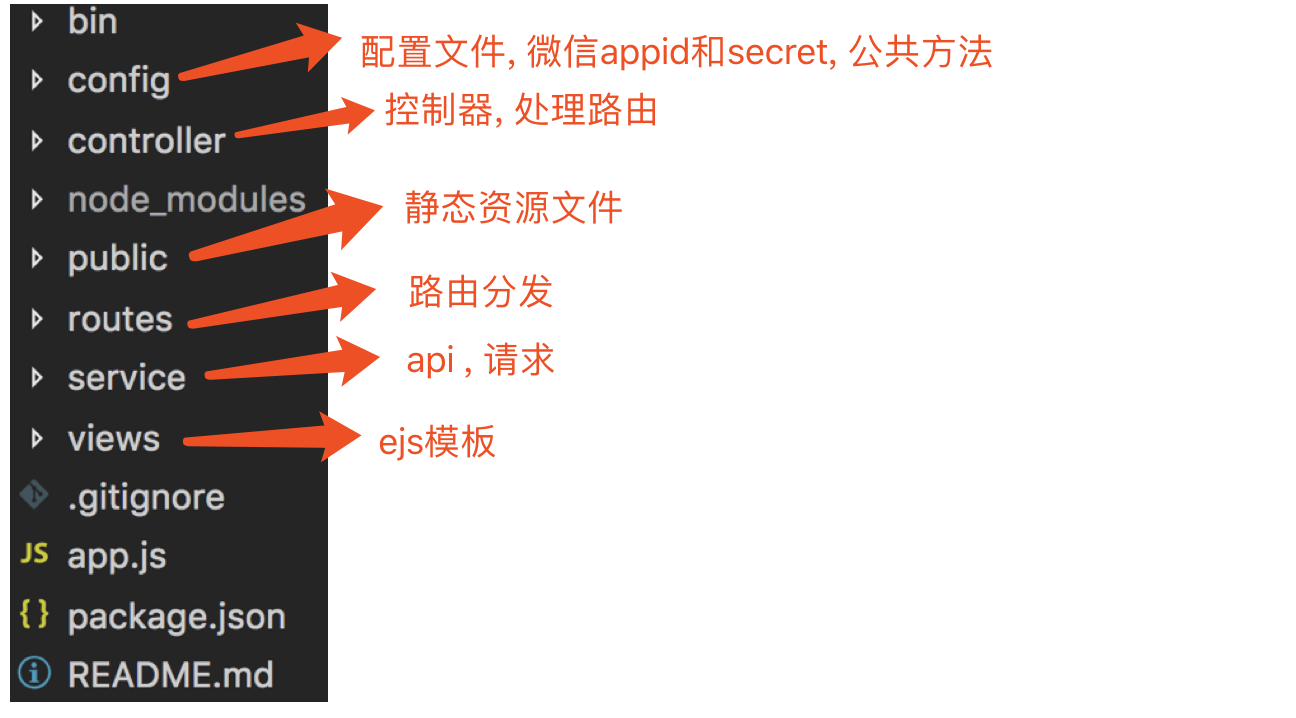 bin
config
配置文件, 微信appid和secret, 公共方法
controller
控制器, 处理路由
node_modules
public
静态资源文件
routes
路由分发
service
api , 请求
views
ejs模板
.gitignore
JS app.js
{ } package.json
README.md